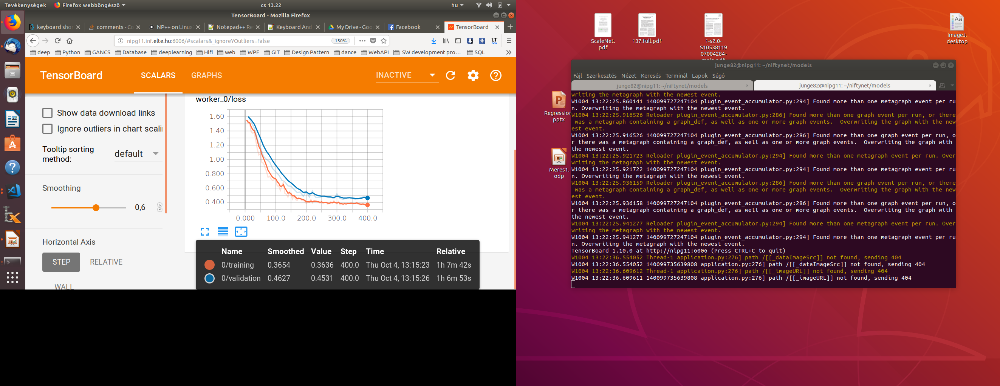 Tevékenységek
Firefox webböngésző
cs 13.22
hu
TensorBoard - Mozilla Firefox
keyboard shor
comments - Co
NP++ on Linux
Notepad++ Re
Keyboard And
My Drive - Goo
Facebook
TensorBoard
nipg11.inf.elte.hu:6006/#scalars&_ignoreYOutliers=false
150%
deep
Python
GANCS
Database
deeplearning
Hifi
web
WPF
GIT
Design Pattern
dance
WebAPI
SW development pro...
SQL
TensorBoard
SCALARS
GRAPHS
INACTIVE
Show data download links
Ignore outliers in chart scali
Tooltip sorting
method:
default
Smoothing
0,6
Horizontal Axis
STEP
RELATIVE
WALL
worker_0/loss
1.60
1.40
1.20
1.00
0.800
0.600
0.400
0.000 100.0 200.0 300.0 400.0
Name Smoothed Value Step Time Relative
0/training 0.3654 0.3636 400.0 Thu Oct 4, 13:15:23 1h 7m 42s
0/validation 0.4627 0.4531 400.0 Thu Oct 4, 13:15:26 1h 6m 53s
ScaleNet.
pdf
137.full.pdf
1-s2.0-
S10538119
07004284-
main.pdf
ImageJ.
desktop
Regression
pptx
Meres1.
odp
junge82@nipg11: ~/niftynet/models
Fájl Szerkesztés Nézet Keresés Terminál Lapok Súgó
junge82@nipg11: ~/niftynet/models
junge82@nipg11: ~/niftynet/models
writing the metagraph with the newest event.
W1004 13:22:25.860141 140099727247104 plugin_event_accumulator.py:294] Found more than one metagraph event per ru
n. Overwriting the metagraph with the newest event.
W1004 13:22:25.916526 Reloader plugin_event_accumulator.py:286] Found more than one graph event per run, or there
was a metagraph containing a graph_def, as well as one or more graph events.  Overwriting the graph with the new
est event.
W1004 13:22:25.916526 140099727247104 plugin_event_accumulator.py:286] Found more than one graph event per run, o
r there was a metagraph containing a graph_def, as well as one or more graph events.  Overwriting the graph with
the newest event.
W1004 13:22:25.921723 Reloader plugin_event_accumulator.py:294] Found more than one metagraph event per run. Over
writing the metagraph with the newest event.
W1004 13:22:25.921722 140099727247104 plugin_event_accumulator.py:294] Found more than one metagraph event per ru
n. Overwriting the metagraph with the newest event.
W1004 13:22:25.936159 Reloader plugin_event_accumulator.py:286] Found more than one graph event per run, or there
was a metagraph containing a graph_def, as well as one or more graph events.  Overwriting the graph with the new
est event.
W1004 13:22:25.936158 140099727247104 plugin_event_accumulator.py:286] Found more than one graph event per run, o
r there was a metagraph containing a graph_def, as well as one or more graph events.  Overwriting the graph with
the newest event.
W1004 13:22:25.941277 Reloader plugin_event_accumulator.py:294] Found more than one metagraph event per run. Over
writing the metagraph with the newest event.
W1004 13:22:25.941277 140099727247104 plugin_event_accumulator.py:294] Found more than one metagraph event per ru
n. Overwriting the metagraph with the newest event.
TensorBoard 1.10.0 at http://nipg11:6006 (Press CTRL+C to quit)
W1004 13:22:36.554052 Thread-1 application.py:276] path /[[_dataImageSrc]] not found, sending 404
W1004 13:22:36.554052 140099735639808 application.py:276] path /[[_dataImageSrc]] not found, sending 404
W1004 13:22:36.609612 Thread-1 application.py:276] path /[[_imageURL]] not found, sending 404
W1004 13:22:36.609611 140099735639808 application.py:276] path /[[_imageURL]] not found, sending 404